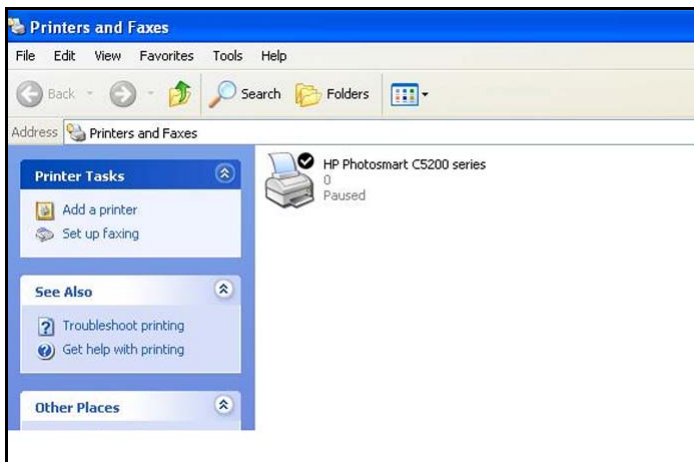 Printers and Faxes
File Edit View Favorites Tools Help
Back Search Folders
Address Printers and Faxes
Printer Tasks
Add a printer
Set up faxing
See Also
Troubleshoot printing
Get help with printing
Other Places
HP Photosmart C5200 series
0
Paused